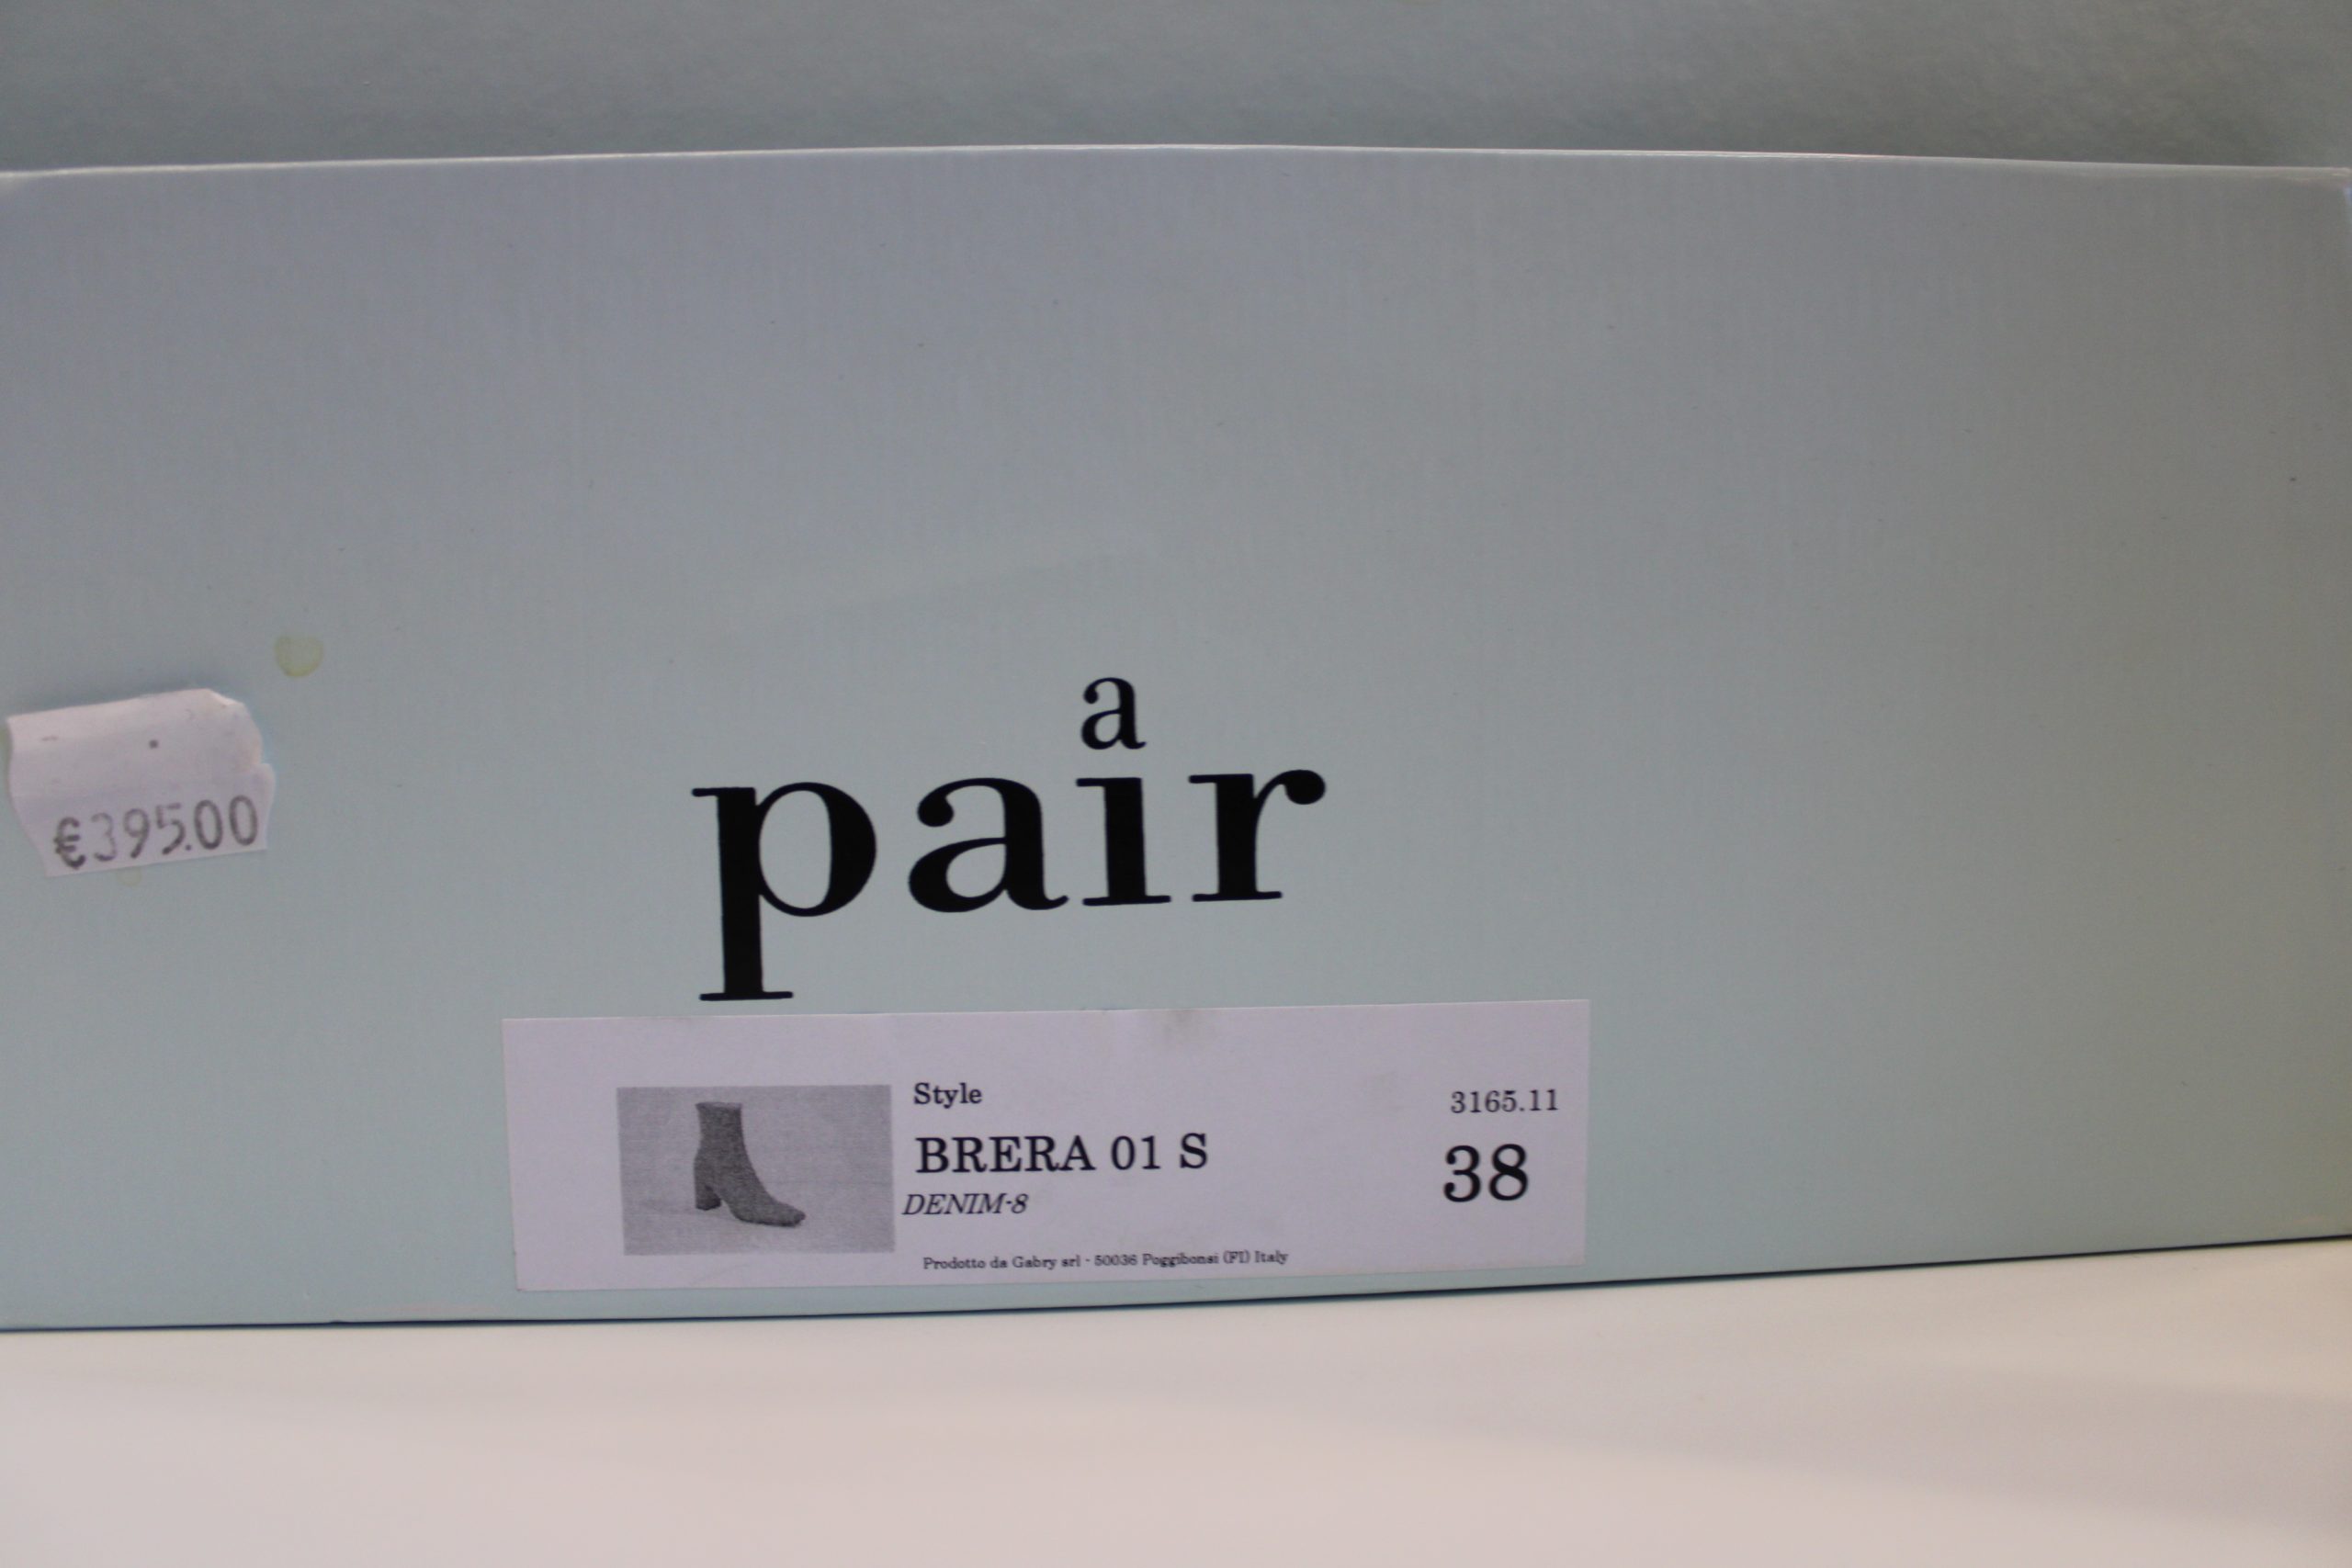 a
pair
€395.00
Style
3165.11
BRERA 01 S
38
DENIM-8
Prodotto da Gabry srl - 50036 Poggibonsi (FI) Italy